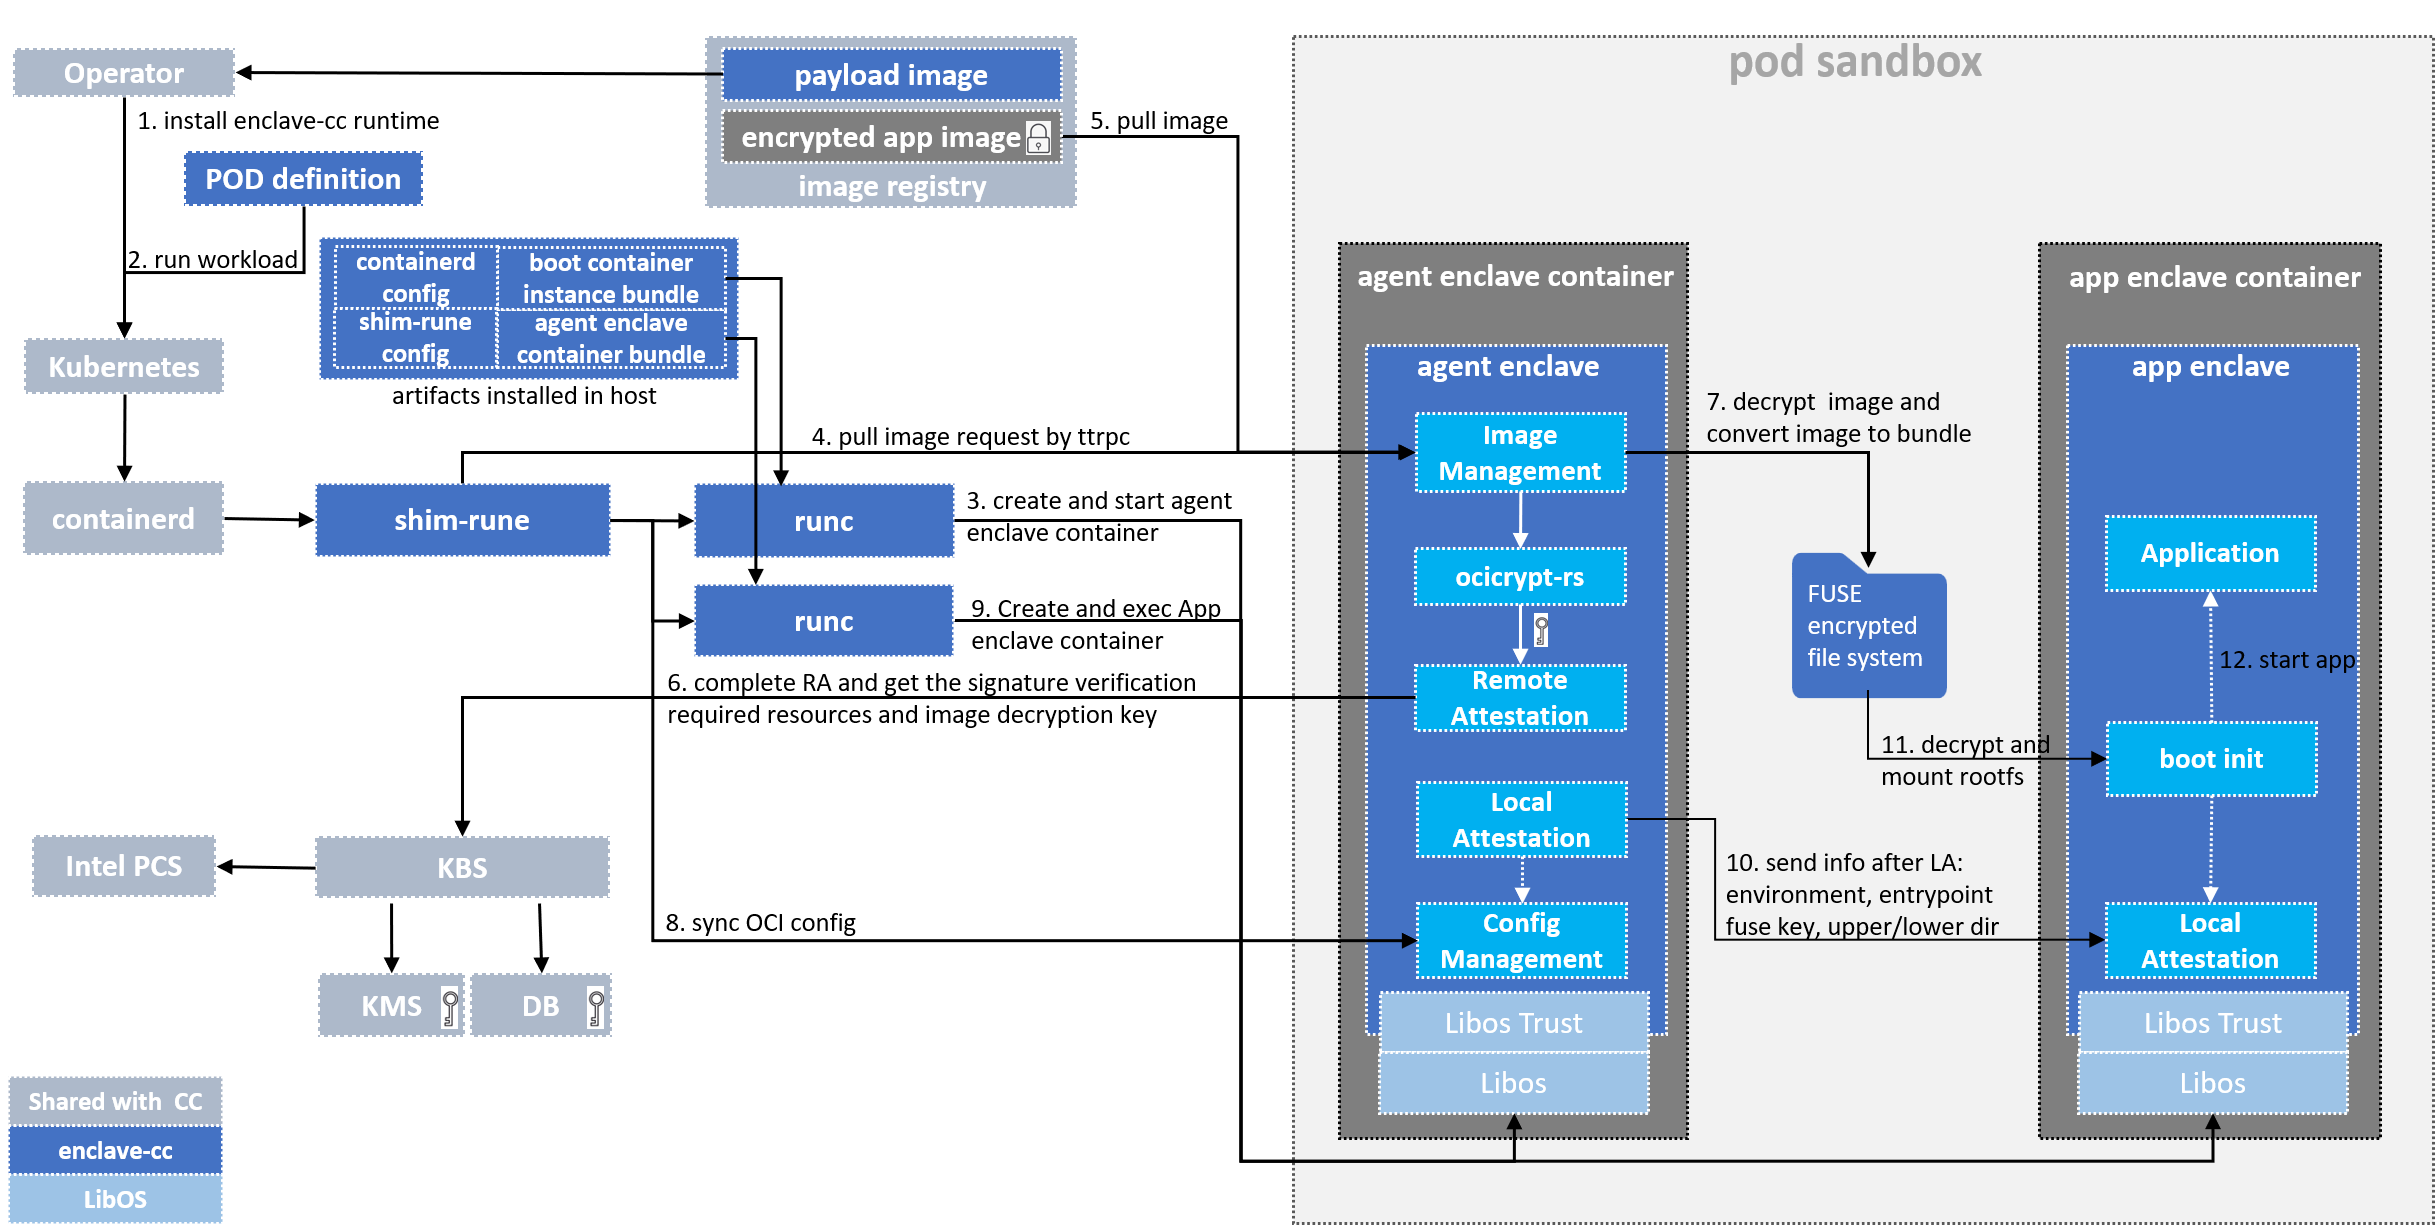 pod sandbox
Operator
payload image
encrypted app image
image registry
1. install enclave-cc runtime
5. pull image
POD definition
2. run workload
containerd
config
boot container
instance bundle
shim-rune
config
agent enclave
container bundle
artifacts installed in host
Kubernetes
4. pull image request by ttrpc
containerd
shim-rune
runc
3. create and start agent
enclave container
runc
9. Create and exec App
enclave container
6. complete RA and get the signature verification
required resources and image decryption key
Intel PCS
KBS
8. sync OCI config
KMS
DB
Shared with  CC
enclave-cc
LibOS
agent enclave container
agent enclave
Image
Management
ocicrypt-rs
Remote
Attestation
Local
Attestation
Config
Management
Libos Trust
Libos
7. decrypt  image and
convert image to bundle
FUSE
encrypted
file system
11. decrypt and
mount rootfs
10. send info after LA:
environment, entrypoint
fuse key, upper/lower dir
app enclave container
app enclave
Application
12. start app
boot init
Local
Attestation
Libos Trust
Libos